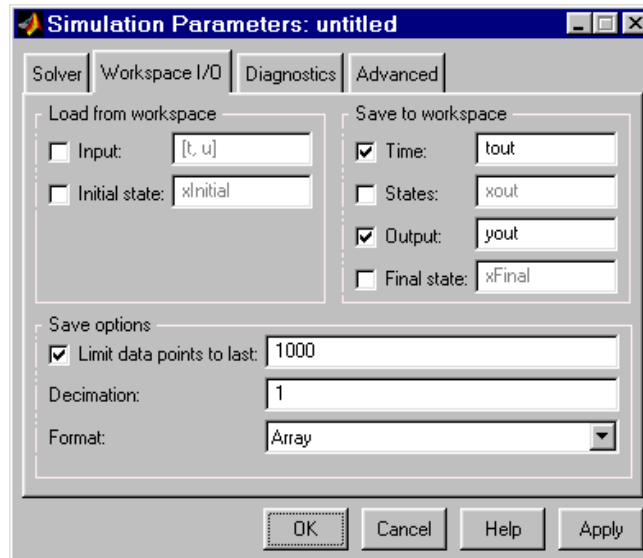 Simulation Parameters: untitled
Solver Workspace I/O Diagnostics Advanced
Load from workspace
Input: [t, u]
Initial state: xInitial
Save to workspace
Time: tout
States: xout
Output: yout
Final state: xFinal
Save options
Limit data points to last: 1000
Decimation: 1
Format: Array
OK Cancel Help Apply